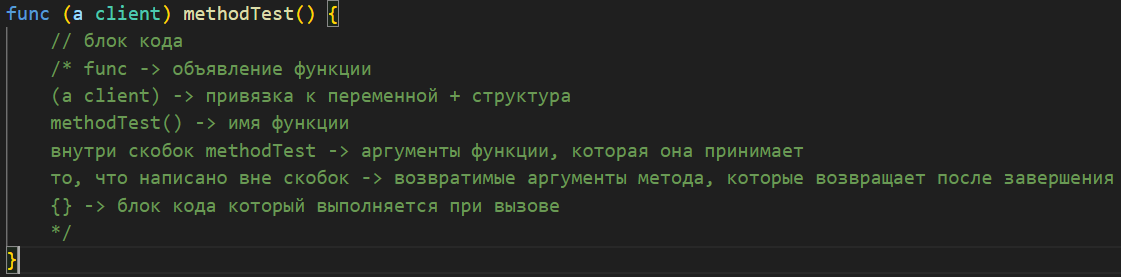 func (a client) methodTest() {
// блок кода
/* func -> объявление функции
(a client) -> привязка к переменной + структура
methodTest() -> имя функции
внутри скобок methodTest -> аргументы функции, которая она принимает
то, что написано вне скобок -> возвратимые аргументы метода, которые возвращает после завершения
{} -> блок кода который выполняется при вызове
*/
}